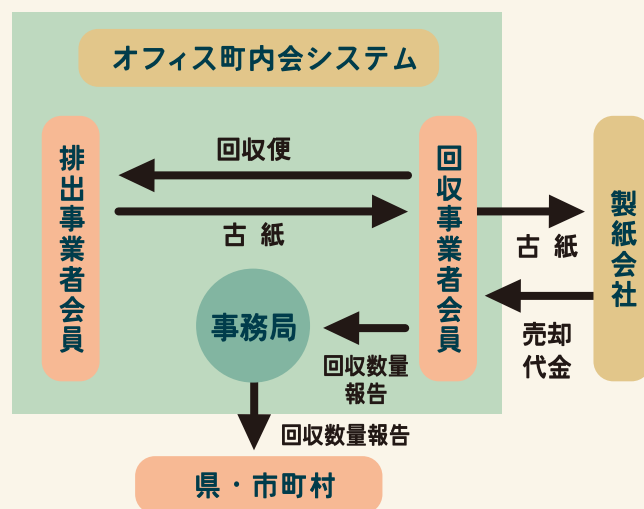 オフィス町内会システム
排出事業者会員
回収便
古紙
回収事業者会員
古紙
製紙会社
売却
代金
事務局
回収数量
報告
回収数量報告
県・市町村